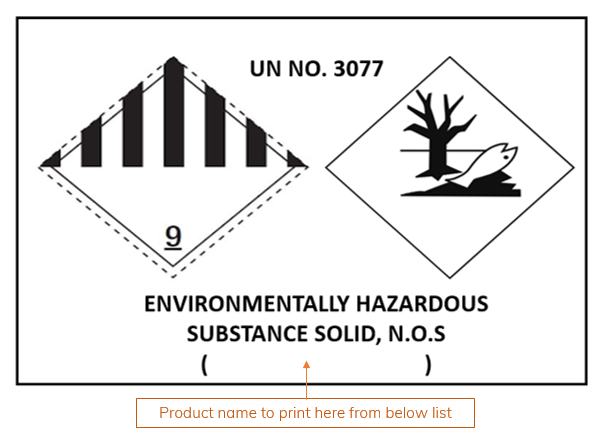 UN NO. 3077
9
ENVIRONMENTALLY HAZARDOUS
SUBSTANCE SOLID, N.O.S
( )
Product name to print here from below list